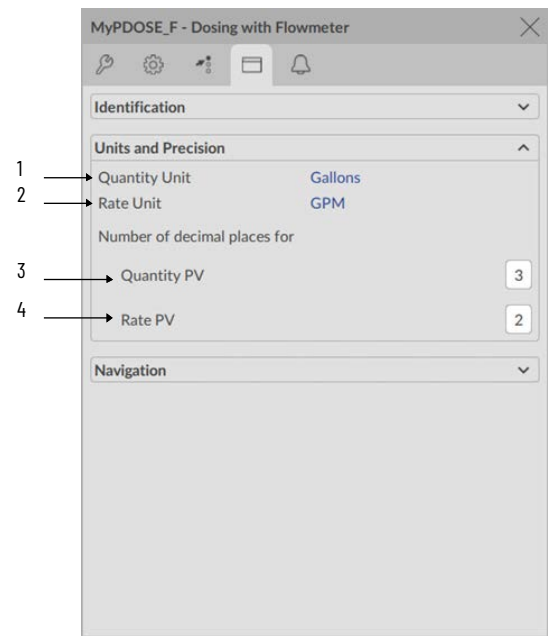 MyPDOSE_F - Dosing with Flowmeter
Identification
Units and Precision
1 Quantity Unit Gallons
2 Rate Unit GPM
Number of decimal places for
3 Quantity PV 3
4 Rate PV 2
Navigation